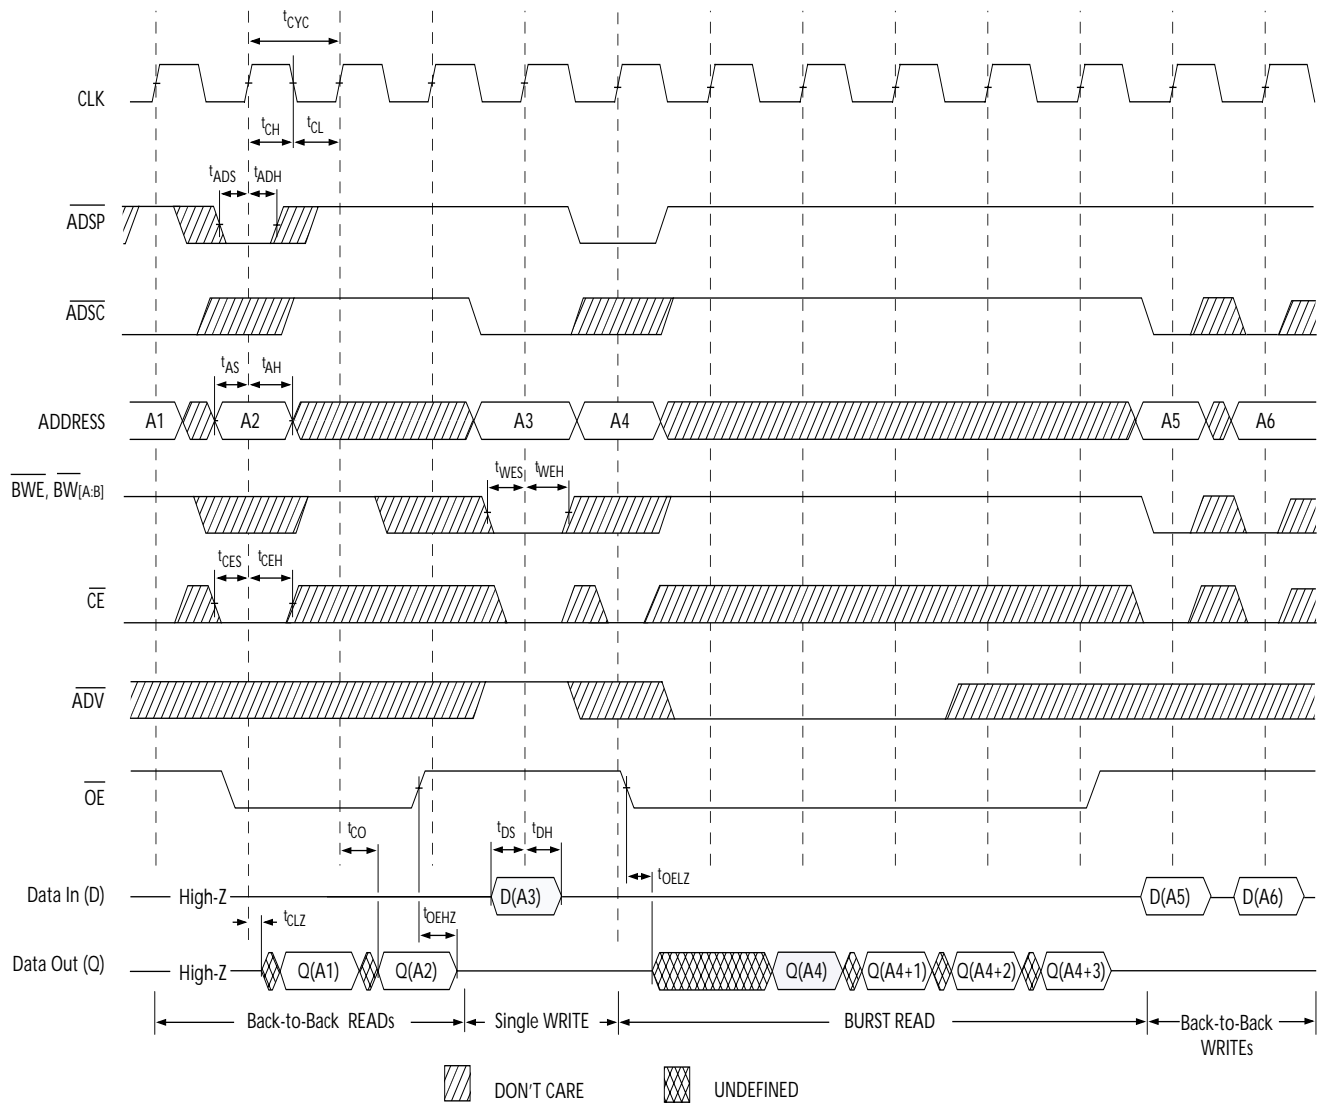 tCYC
CLK
tCH tCL
tADS tADH
ADSP
ADSC
tAS tAH
ADDRESS A1 A2 A3 A4 A5 A6
tWES tWEH
BWE, BW[A:B]
tCES tCEH
CE
ADV
OE
tCO tDS tDH
tOELZ
Data In (D) High-Z D(A3) D(A5) D(A6)
tCLZ tOEHZ
Data Out (Q) High-Z Q(A1) Q(A2) Q(A4) Q(A4+1) Q(A4+2) Q(A4+3)
Back-to-Back READs Single WRITE BURST READ Back-to-Back
WRITEs
DON'T CARE UNDEFINED